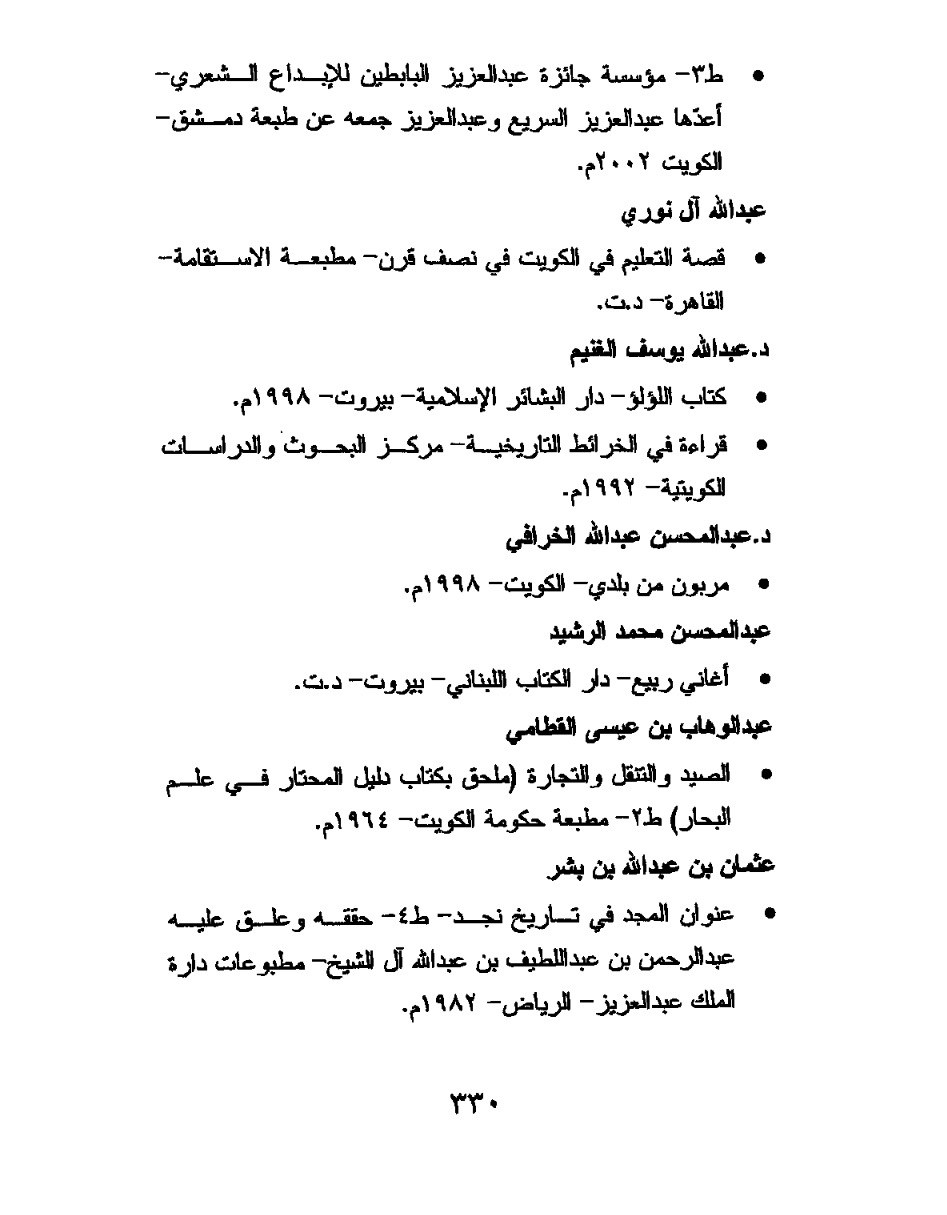 • ط٣- مؤسسة جائزة عبدالعزيز البابطين للإبداع الشعري-
أعدّها عبدالعزيز السريع وعبدالعزيز جمعه عن طبعة دمشق-
الكويت ٢٠٠٢م.
عبدالله آل نوري
• قصة التعليم في الكويت في نصف قرن- مطبعة الاستقامة-
القاهرة- د.ت.
د.عبدالله يوسف الغنيم
• كتاب اللؤلؤ- دار البشائر الإسلامية- بيروت- ١٩٩٨م.
• قراءة في الخرائط التاريخية- مركز البحوث والدراسات
الكويتية- ١٩٩٢م.
د.عبدالمحسن عبدالله الخرافي
• مربون من بلدي- الكويت- ١٩٩٨م.
عبدالمحسن محمد الرشيد
• أغاني ربيع- دار الكتاب اللبناني- بيروت- د.ت.
عبدالوهاب بن عيسى القطامي
• الصيد والتنقل والتجارة (ملحق بكتاب دليل المحتار في علم
البحار) ط٢- مطبعة حكومة الكويت- ١٩٦٤م.
عثمان بن عبدالله بن بشر
• عنوان المجد في تاريخ نجد- ط٤- حققه وعلق عليه
عبدالرحمن بن عبداللطيف بن عبدالله آل الشيخ- مطبوعات دارة
الملك عبدالعزيز- الرياض- ١٩٨٢م.
٣٣٠